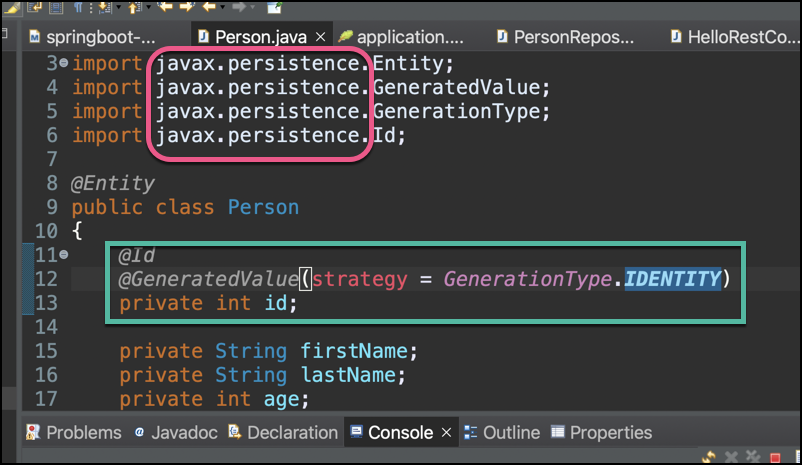 springboot-... Person.java application.... PersonRepos... HelloRestCo...
3 import javax.persistence.Entity;
4 import javax.persistence.GeneratedValue;
5 import javax.persistence.GenerationType;
6 import javax.persistence.Id;
7
8 @Entity
9 public class Person
10 {
11 @Id
12 @GeneratedValue(strategy = GenerationType.IDENTITY)
13 private int id;
14
15 private String firstName;
16 private String lastName;
17 private int age;
Problems @ Javadoc Declaration Console Outline Properties